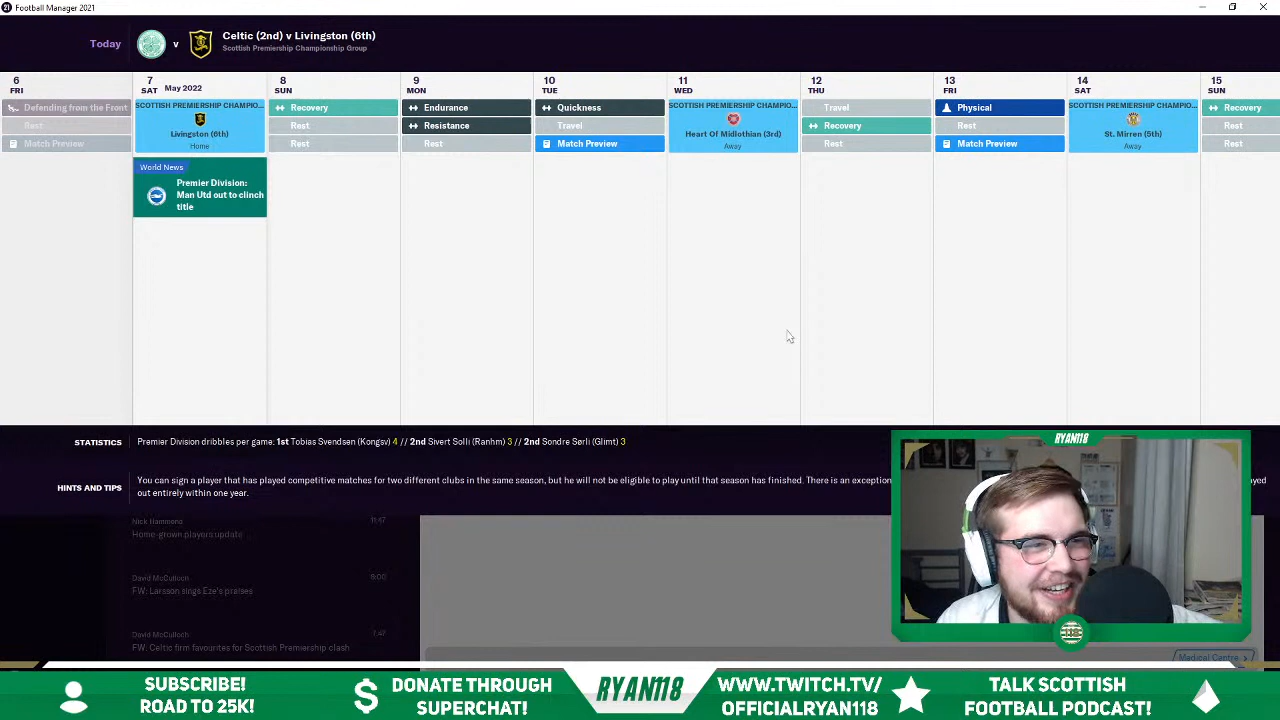 21 Football Manager 2021
Today
v
Celtic (2nd) v Livingston (6th)
Scottish Premiership Championship Group
6
FRI
7
SAT May 2022
8
SUN
9
MON
10
TUE
11
WED
12
THU
13
FRI
14
SAT
15
SUN
Defending from the Front
Rest
Match Preview
SCOTTISH PREMIERSHIP CHAMPIO...
Livingston (6th)
Home
Recovery
Rest
Rest
Endurance
Resistance
Rest
Quickness
Travel
Match Preview
SCOTTISH PREMIERSHIP CHAMPIO...
Heart Of Midlothian (3rd)
Away
Travel
Recovery
Rest
Physical
Rest
Match Preview
SCOTTISH PREMIERSHIP CHAMPIO...
St. Mirren (5th)
Away
Recovery
Rest
Rest
World News
Premier Division:
Man Utd out to clinch
title
STATISTICS
Premier Division dribbles per game: 1st Tobias Svendsen (Kongsv) 4 // 2nd Sivert Solli (Ranhm) 3 // 2nd Sondre Sørli (Glimt) 3
HINTS AND TIPS
You can sign a player that has played competitive matches for two different clubs in the same season, but he will not be eligible to play until that season has finished. There is an exception
out entirely within one year.
Nick Hammond 11:47
Home-grown players update
David McCulloch 9:00
FW: Larsson sings Eze's praises
David McCulloch 7:47
FW: Celtic firm favourites for Scottish Premiership clash
Medical Centre >
RYAN118
118
SUBSCRIBE!
ROAD TO 25K!
$
DONATE THROUGH
SUPERCHAT!
RYAN118
WWW.TWITCH.TV/
OFFICIALRYAN118
TALK SCOTTISH
FOOTBALL PODCAST!